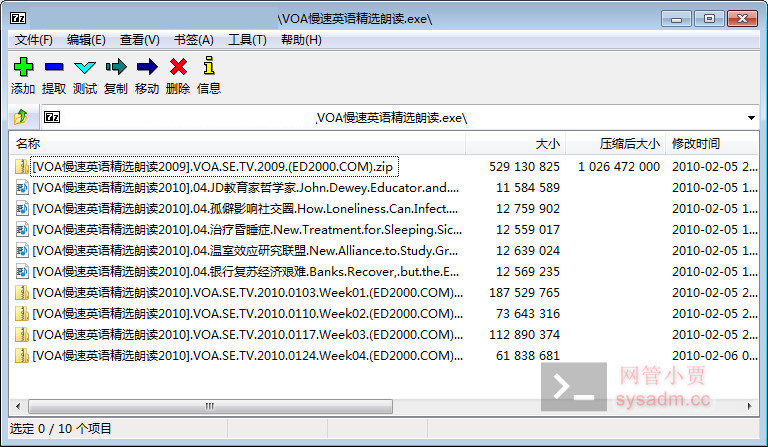 \VOA慢速英语精选朗读.exe\
文件(F) 编辑(E) 查看(V) 书签(A) 工具(T) 帮助(H)
添加 提取 测试 复制 移动 删除 信息
\VOA慢速英语精选朗读.exe\
名称 大小 压缩后大小 修改时间
[VOA慢速英语精选朗读2009].VOA.SE.TV.2009.(ED2000.COM).zip 529 130 825 1 026 472 000 2010-02-05 2...
[VOA慢速英语精选朗读2010].04.JD教育家哲学家.John.Dewey.Educator.and.... 11 584 589 2010-02-05 1...
[VOA慢速英语精选朗读2010].04.孤僻影响社交圈.How.Loneliness.Can.Infect.... 12 759 902 2010-02-05 1...
[VOA慢速英语精选朗读2010].04.治疗昏睡症.New.Treatment.for.Sleeping.Sic... 12 559 017 2010-02-05 1...
[VOA慢速英语精选朗读2010].04.温室效应研究联盟.New.Alliance.to.Study.Gr... 12 639 024 2010-02-05 1...
[VOA慢速英语精选朗读2010].04.银行复苏经济艰难.Banks.Recover,.but.the.E... 12 569 235 2010-02-05 1...
[VOA慢速英语精选朗读2010].VOA.SE.TV.2010.0103.Week01.(ED2000.COM)... 187 529 765 2010-02-05 2...
[VOA慢速英语精选朗读2010].VOA.SE.TV.2010.0110.Week02.(ED2000.COM)... 73 643 316 2010-02-05 2...
[VOA慢速英语精选朗读2010].VOA.SE.TV.2010.0117.Week03.(ED2000.COM)... 112 890 374 2010-02-05 2...
[VOA慢速英语精选朗读2010].VOA.SE.TV.2010.0124.Week04.(ED2000.COM)... 61 838 681 2010-02-06 0...
网管小贾
sysadm.cc
选定 0 / 10 个项目